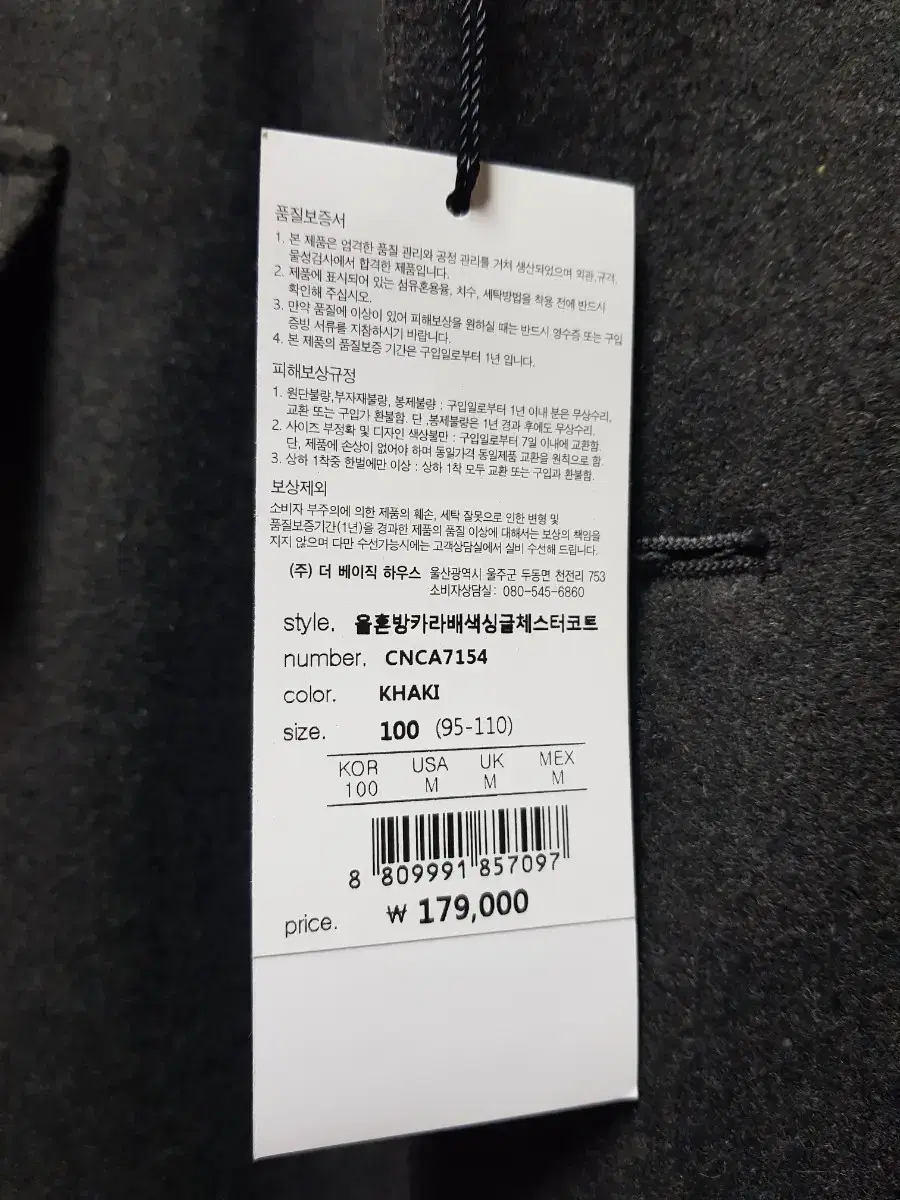 품질보증서
1. 본 제품은 엄격한 품질 관리와 공정 관리를 거쳐 생산되었으며 외관,규격,
물성검사에서 합격한 제품입니다.
2. 제품에 표시되어 있는 섬유혼용율, 치수, 세탁방법을 착용 전에 반드시
확인해 주십시오.
3. 만약 품질에 이상이 있어 피해보상을 원하실 때는 반드시 영수증 또는 구입
증빙 서류를 지참하시기 바랍니다.
4. 본 제품의 품질보증 기간은 구입일로부터 1년 입니다.
피해보상규정
1. 원단불량,부자재불량, 봉제불량 : 구입일로부터 1년 이내 분은 무상수리,
교환 또는 구입가 환불함. 단 ,봉제불량은 1년 경과 후에도 무상수리.
2. 사이즈 부정확 및 디자인 색상불만 : 구입일로부터 7일 이내에 교환함.
단, 제품에 손상이 없어야 하며 동일가격 동일제품 교환을 원칙으로 함.
3. 상하 1착중 한벌에만 이상 : 상하 1착 모두 교환 또는 구입과 환불함.
보상제외
소비자 부주의에 의한 제품의 훼손, 세탁 잘못으로 인한 변형 및
품질보증기간(1년)을 경과한 제품의 품질 이상에 대해서는 보상의 책임을
지지 않으며 다만 수선가능시에는 고객상담실에서 실비 수선해 드립니다.
(주) 더 베이직 하우스 울산광역시 울주군 두동면 천전리 753
소비자상담실: 080-545-6860
style. 울혼방카라배색싱글체스터코트
number. CNCA7154
color. KHAKI
size. 100 (95-110)
KOR USA UK MEX
100 M M M
8 809991 857097
price. ₩ 179,000